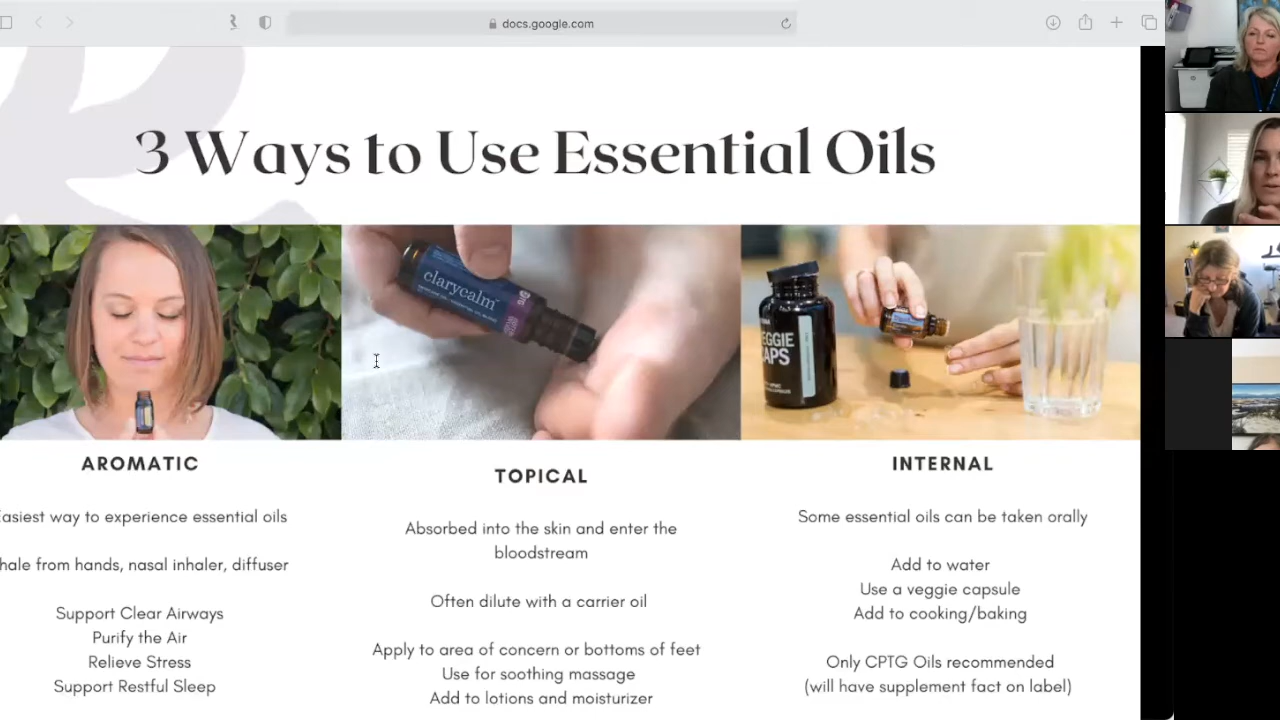 docs.google.com
3 Ways to Use Essential Oils
clarycalm
VEGGIE
CAPS
AROMATIC
Easiest way to experience essential oils
hale from hands, nasal inhaler, diffuser
Support Clear Airways
Purify the Air
Relieve Stress
Support Restful Sleep
TOPICAL
Absorbed into the skin and enter the
bloodstream
Often dilute with a carrier oil
Apply to area of concern or bottoms of feet
Use for soothing massage
Add to lotions and moisturizer
INTERNAL
Some essential oils can be taken orally
Add to water
Use a veggie capsule
Add to cooking/baking
Only CPTG Oils recommended
(will have supplement fact on label)